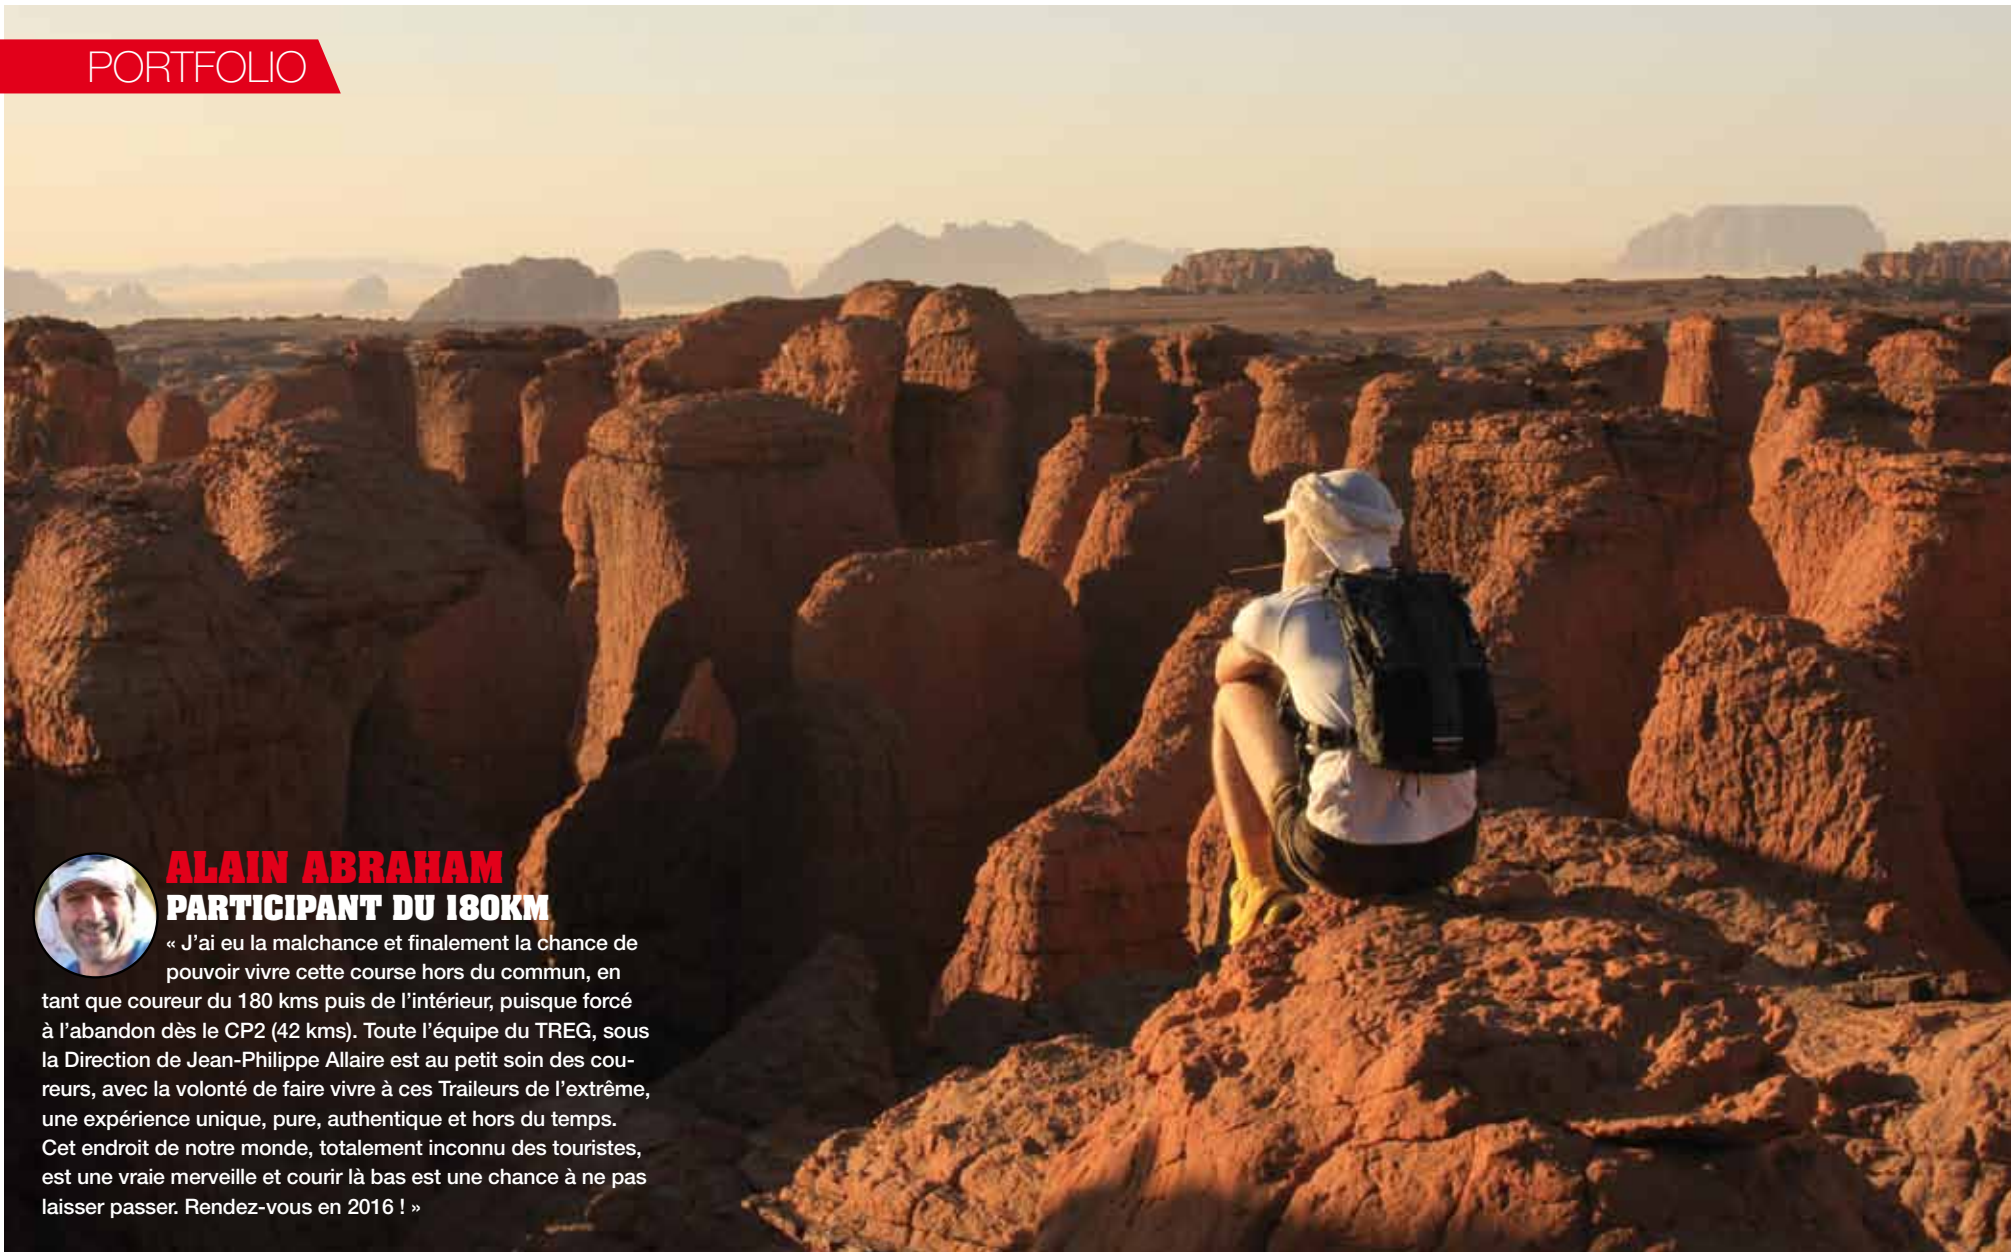 PORTFOLIO
ALAIN ABRAHAM
PARTICIPANT DU 180KM
« J'ai eu la malchance et finalement la chance de
pouvoir vivre cette course hors du commun, en
tant que coureur du 180 kms puis de l'intérieur, puisque forcé
à l'abandon dès le CP2 (42 kms). Toute l'équipe du TREG, sous
la Direction de Jean-Philippe Allaire est au petit soin des cou-
reurs, avec la volonté de faire vivre à ces Traileurs de l'extrême,
une expérience unique, pure, authentique et hors du temps.
Cet endroit de notre monde, totalement inconnu des touristes,
est une vraie merveille et courir là bas est une chance à ne pas
laisser passer. Rendez-vous en 2016 ! »